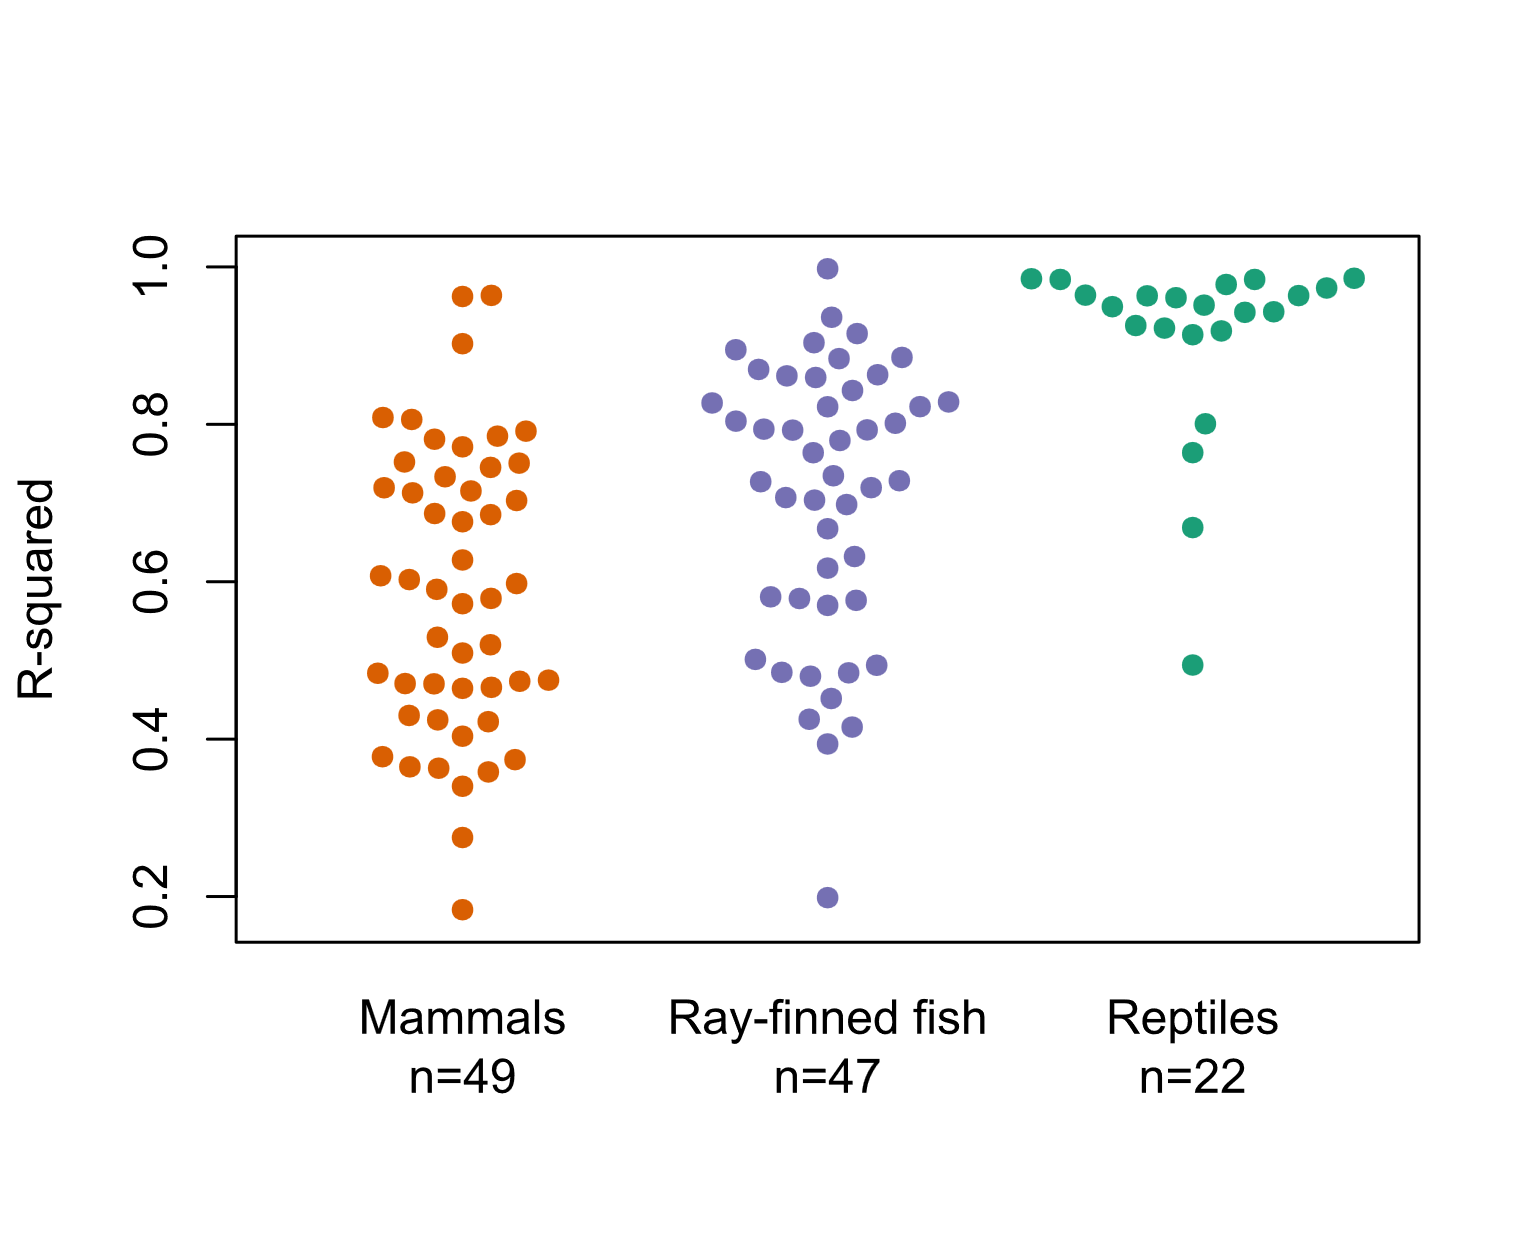 R-squared
1.0
0.8
0.6
0.4
0.2
Mammals
n=49
Ray-finned fish
n=47
Reptiles
n=22